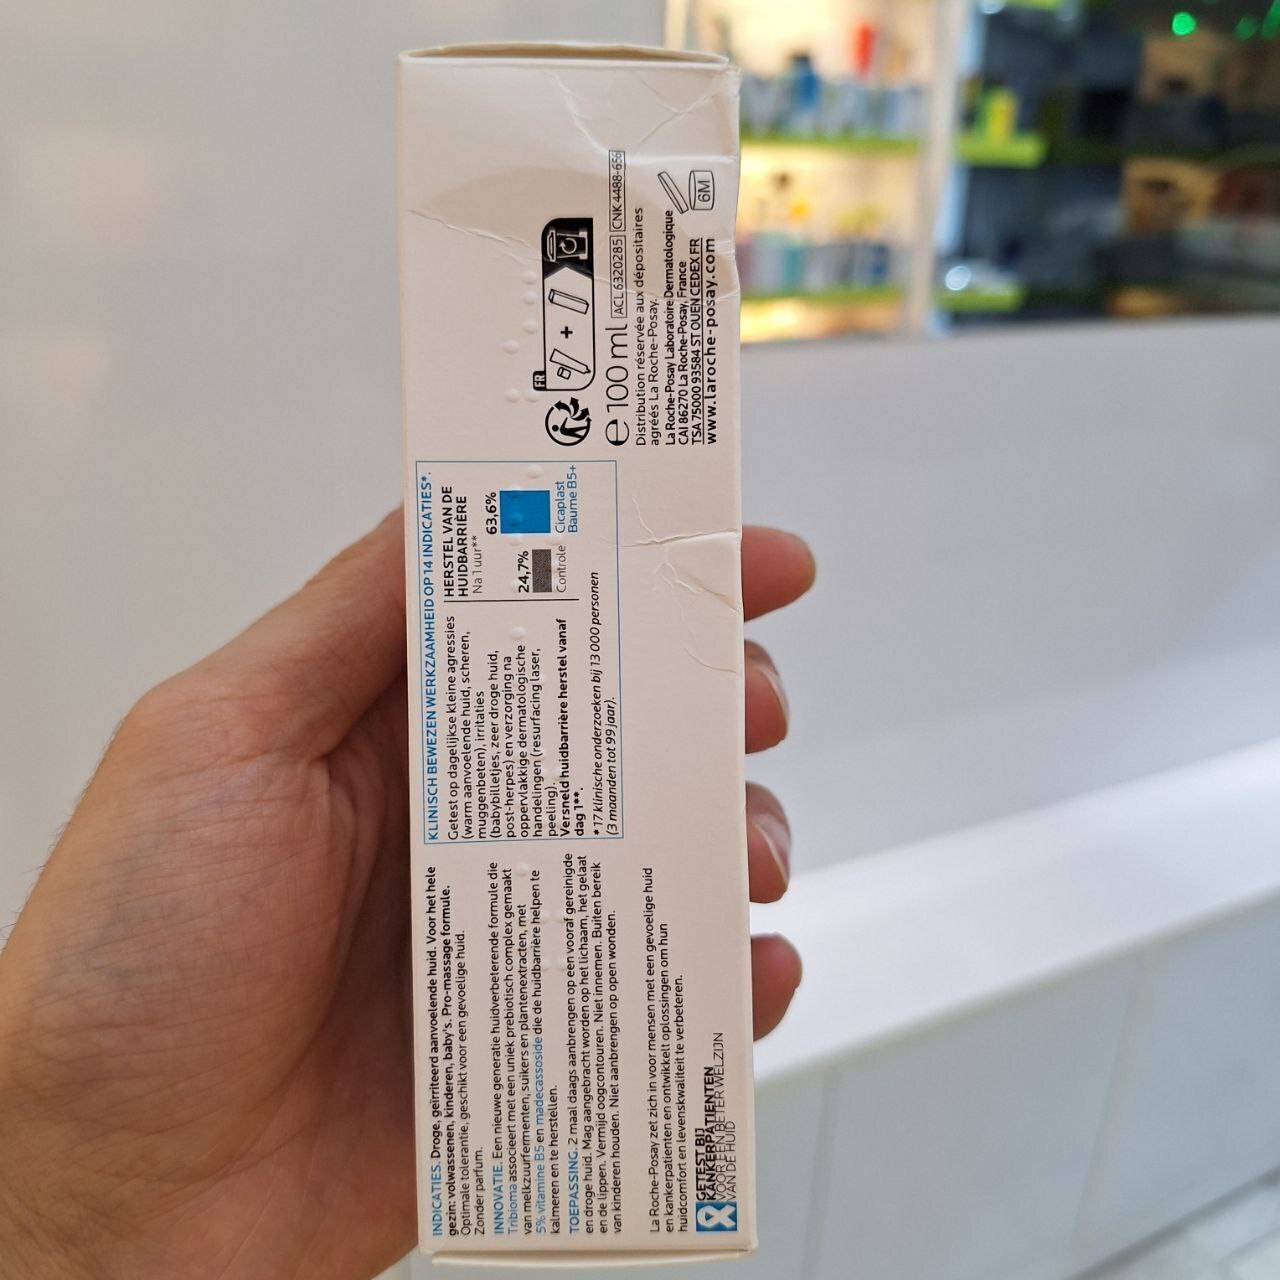 INDICATIES. Droge, geïrriteerd aanvoelende huid. Voor het hele
gezin: volwassenen, kinderen, baby's. Pro-massage formule.
Optimale tolerantie, geschikt voor een gevoelige huid.
Zonder parfum.
INNOVATIE. Een nieuwe generatie huidverbeterende formule die
Tribioma associeert met een uniek prebiotisch complex gemaakt
van melkzuurfermenten, suikers en plantenextracten, met
5% vitamine B5 en madecassoside die de huidbarrière helpen te
kalmeren en te herstellen.
TOEPASSING. 2 maal daags aanbrengen op een vooraf gereinigde
en droge huid. Mag aangebracht worden op het lichaam, het gelaat
en de lippen. Vermijd oogcontouren. Niet innemen. Buiten bereik
van kinderen houden. Niet aanbrengen op open wonden.
La Roche-Posay zet zich in voor mensen met een gevoelige huid
en kankerpatienten en ontwikkelt oplossingen om hun
huidcomfort en levenskwaliteit te verbeteren.
GETEST BIJ
KANKERPATIENTEN
VOOR EEN BETER WELZIJN
VAN DE HUID
KLINISCH BEWEZEN WERKZAAMHEID OP 14 INDICATIES*.
Getest op dagelijkse kleine agressies
(warm aanvoelende huid, scheren,
muggenbeten), irritaties
(babybilletjes, zeer droge huid,
post-herpes) en verzorging na
oppervlakkige dermatologische
handelingen (resurfacing laser,
peeling).
Versneld huidbarrière herstel vanaf
dag 1**.
*17 klinische onderzoeken bij 13 000 personen
(3 maanden tot 99 jaar).
HERSTEL VAN DE
HUIDBARRIÈRE
Na 1 uur**
63,6%
24,7%
Controle
Cicaplast
Baume B5+
FR
+
e 100 ml ACL 6320285 CNK 4488-656
Distribution réservée aux dépositaires
agréés La Roche-Posay.
La Roche-Posay Laboratoire Dermatologique
CAI 86270 La Roche-Posay, France
TSA 75000 93584 ST OUEN CEDEX FR
www.laroche-posay.com
6M